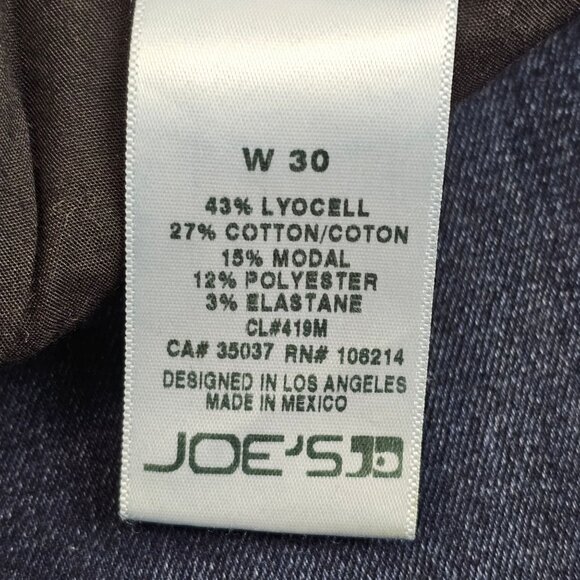 W 30
43% LYOCELL
27% COTTON/COTON
15% MODAL
12% POLYESTER
3% ELASTANE
CL#419M
CA# 35037 RN# 106214
DESIGNED IN LOS ANGELES
MADE IN MEXICO
JOE'S